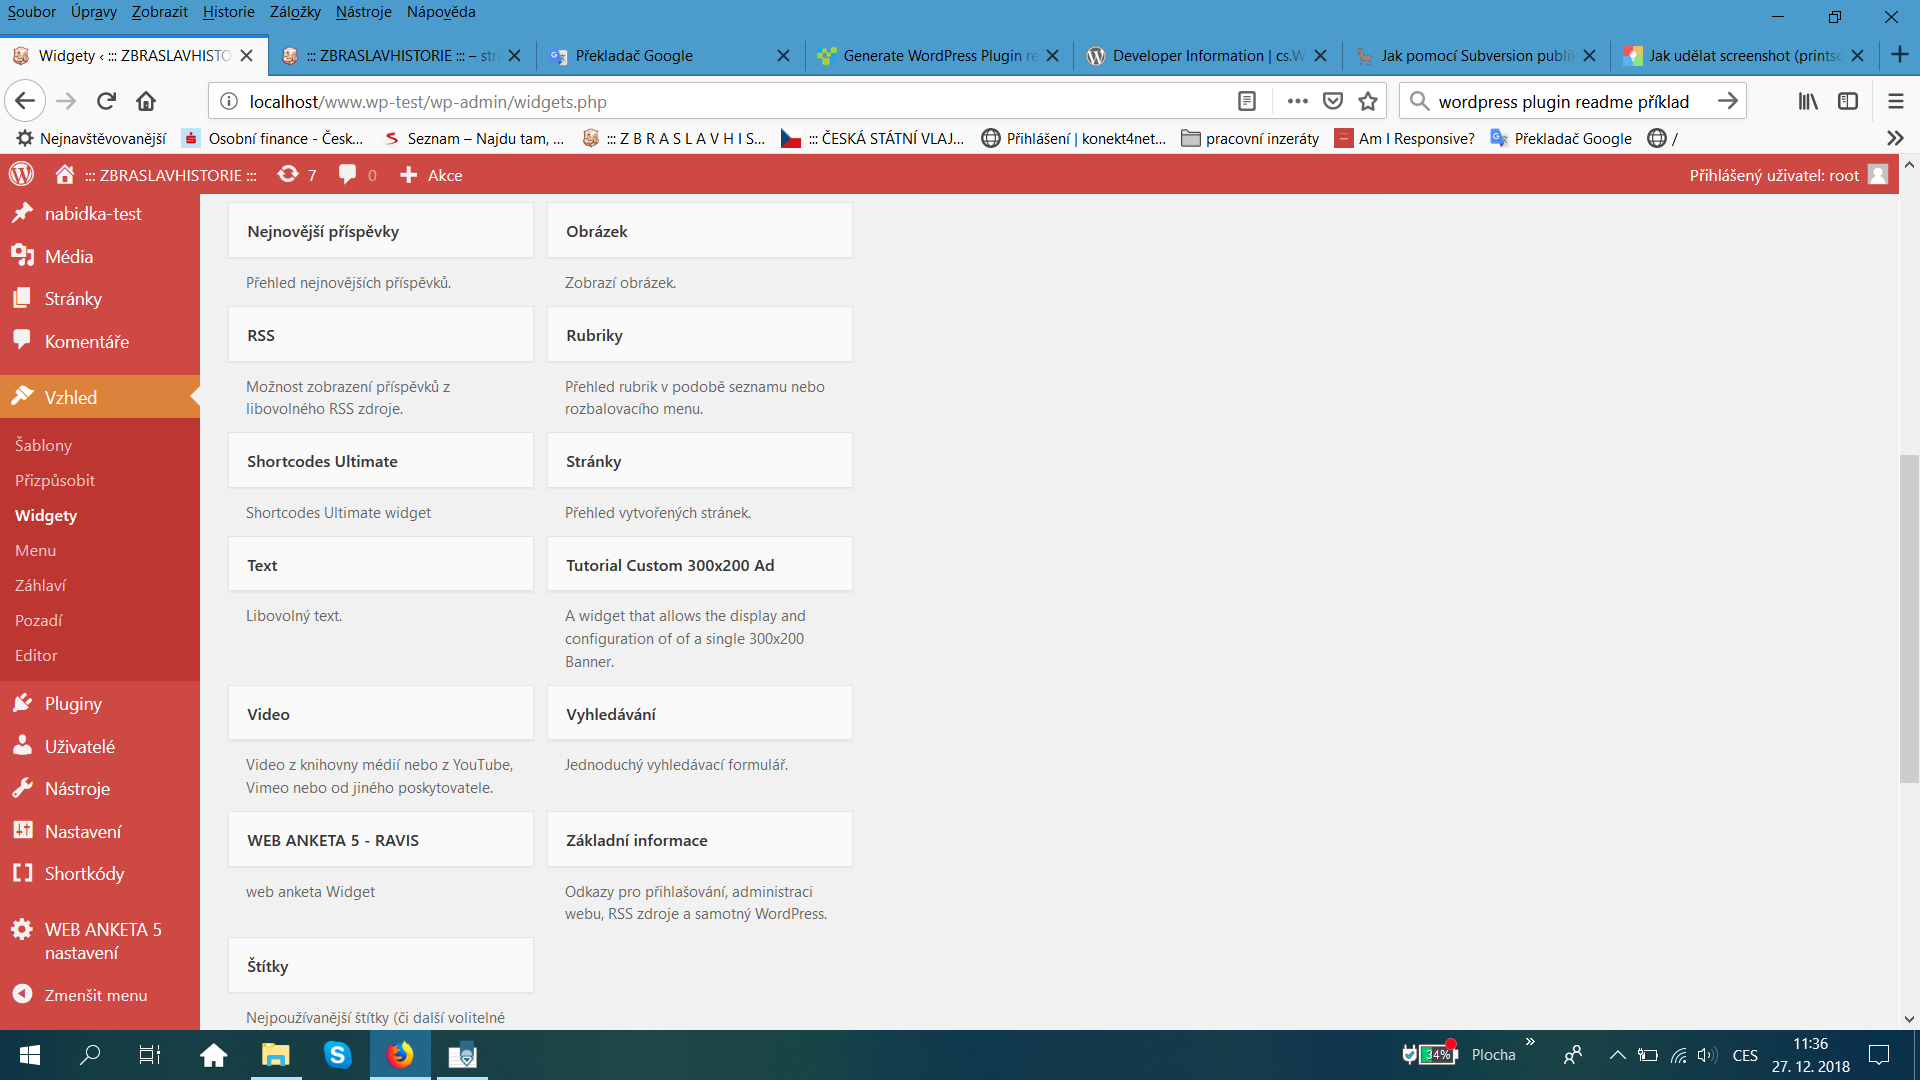 Soubor Úpravy Zobrazit Historie Záložky Nástroje Nápověda
Widgety ‹ ::: ZBRASLAVHISTO
::: ZBRASLAVHISTORIE ::: – str
Překladač Google
Generate WordPress Plugin re
Developer Information | cs.W
Jak pomocí Subversion publik
Jak udělat screenshot (printsc
localhost/www.wp-test/wp-admin/widgets.php
wordpress plugin readme příklad
Nejnavštěvovanější
Osobní finance - Česk...
Seznam – Najdu tam, ...
::: Z B R A S L A V H I S...
::: ČESKÁ STÁTNÍ VLAJ...
Přihlášení | konekt4net...
pracovní inzeráty
Am I Responsive?
Překladač Google
/
::: ZBRASLAVHISTORIE :::
7
0
Akce
Přihlášený uživatel: root
nabidka-test
Média
Stránky
Komentáře
Vzhled
Šablony
Přizpůsobit
Widgety
Menu
Záhlaví
Pozadí
Editor
Pluginy
Uživatelé
Nástroje
Nastavení
Shortkódy
WEB ANKETA 5
nastavení
Zmenšit menu
Nejnovější příspěvky
Přehled nejnovějších příspěvků.
Obrázek
Zobrazí obrázek.
RSS
Možnost zobrazení příspěvků z
libovolného RSS zdroje.
Rubriky
Přehled rubrik v podobě seznamu nebo
rozbalovacího menu.
Shortcodes Ultimate
Shortcodes Ultimate widget
Stránky
Přehled vytvořených stránek.
Text
Libovolný text.
Tutorial Custom 300x200 Ad
A widget that allows the display and
configuration of of a single 300x200
Banner.
Video
Video z knihovny médií nebo z YouTube,
Vimeo nebo od jiného poskytovatele.
Vyhledávání
Jednoduchý vyhledávací formulář.
WEB ANKETA 5 - RAVIS
web anketa Widget
Základní informace
Odkazy pro přihlašování, administraci
webu, RSS zdroje a samotný WordPress.
Štítky
Nejpoužívanější štítky (či další volitelné
34%
Plocha
CES
11:36
27. 12. 2018